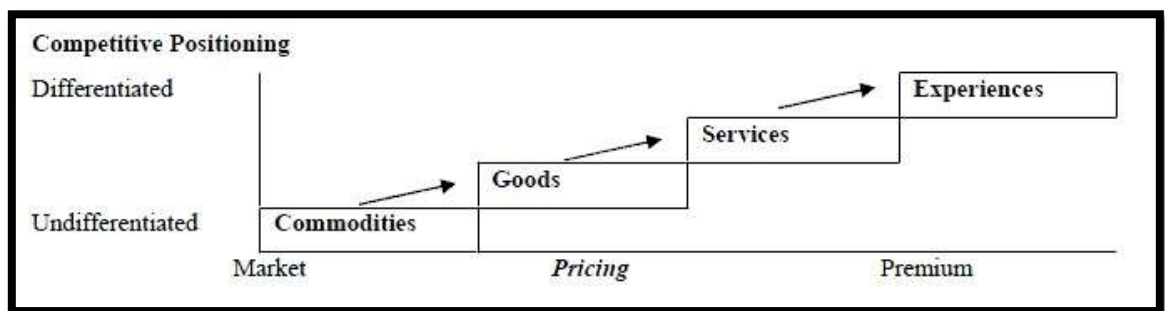 Competitive Positioning
Differentiated
Experiences
Services
Goods
Undifferentiated
Commodities
Market
Pricing
Premium